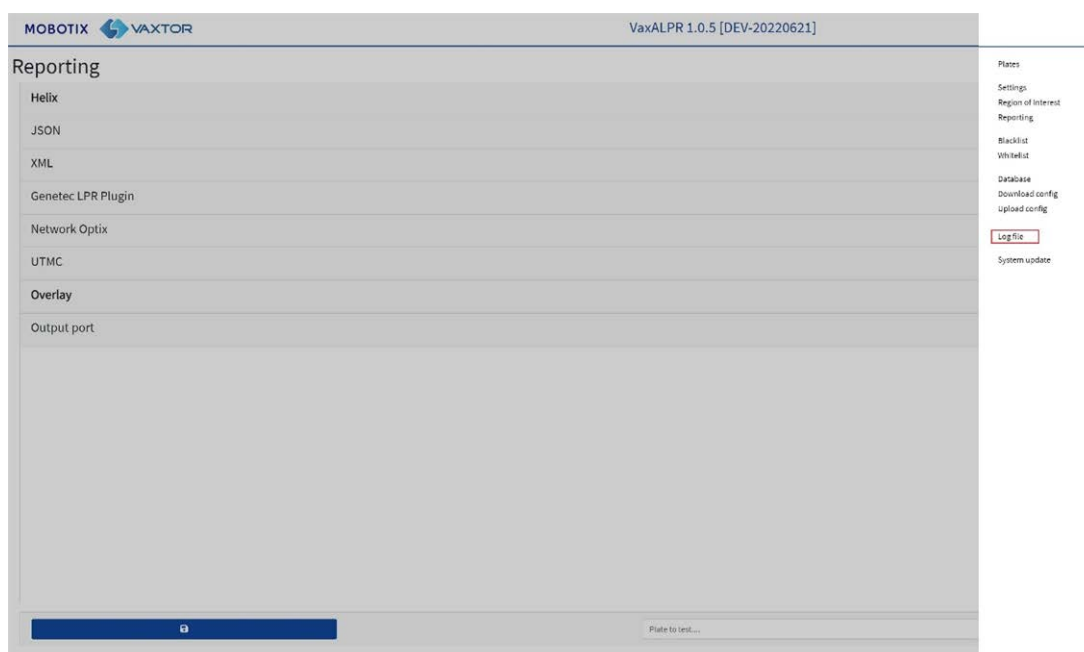 MOBOTIX VAXTOR
VaxALPR 1.0.5 [DEV-20220621]
Reporting
Helix
JSON
XML
Genetec LPR Plugin
Network Optix
UTMC
Overlay
Output port
Plate to test....
Plates
Settings
Region of Interest
Reporting
Blacklist
Whitelist
Database
Download config
Upload config
Log file
System update